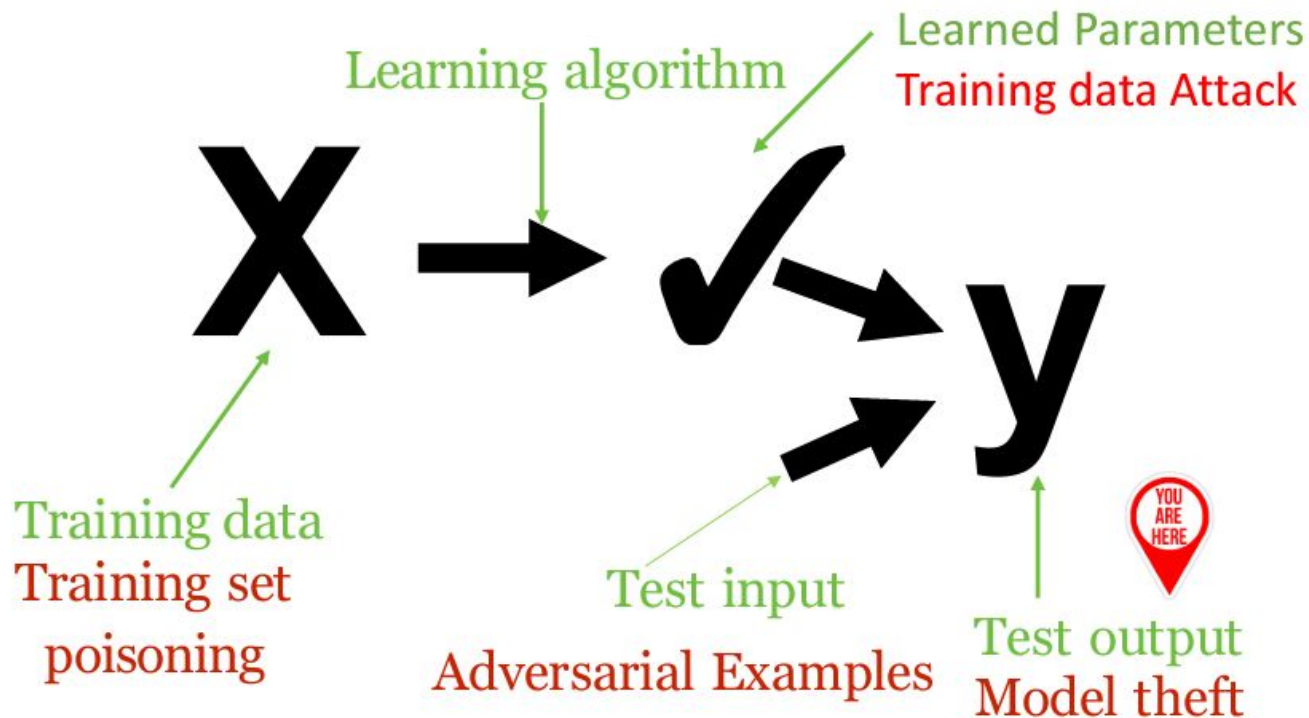 Learned Parameters
Training data Attack
Learning algorithm
X
y
YOU
ARE
HERE
Training data
Training set
poisoning
Test input
Adversarial Examples
Test output
Model theft